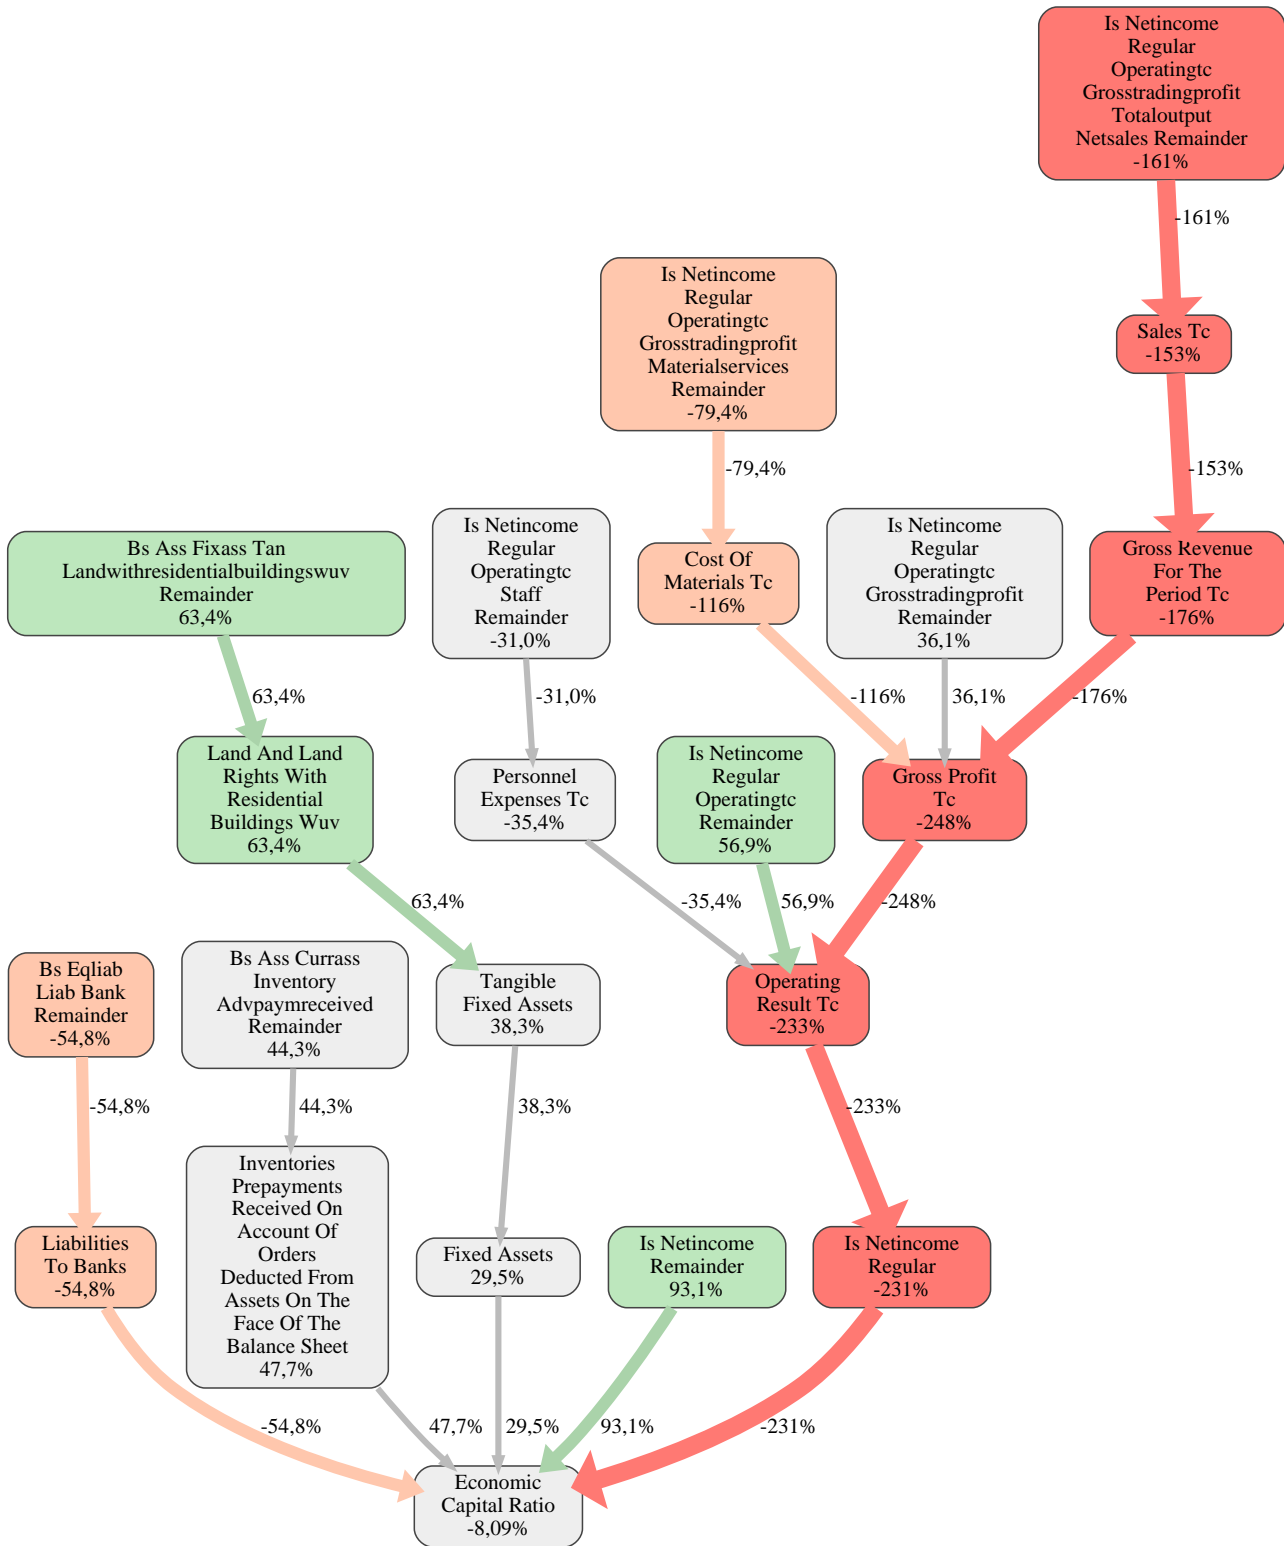 Is Netincome
Regular
Operatingtc
Grosstradingprofit
Totaloutput
Netsales Remainder
-161%
-161%
Is Netincome
Regular
Operatingtc
Grosstradingprofit
Materialservices
Remainder
-79,4%
Sales Tc
-153%
-79,4%
-153%
Bs Ass Fixass Tan
Landwithresidentialbuildingswuv
Remainder
63,4%
Is Netincome
Regular
Operatingtc
Staff
Remainder
-31,0%
Cost Of
Materials Tc
-116%
Is Netincome
Regular
Operatingtc
Grosstradingprofit
Remainder
36,1%
Gross Revenue
For The
Period Tc
-176%
63,4%
-31,0%
-116%
36,1%
-176%
Land And Land
Rights With
Residential
Buildings Wuv
63,4%
Personnel
Expenses Tc
-35,4%
Is Netincome
Regular
Operatingtc
Remainder
56,9%
Gross Profit
Tc
-248%
63,4%
-35,4%
56,9%
-248%
Bs Eqliab
Liab Bank
Remainder
-54,8%
Bs Ass Currass
Inventory
Advpaymreceived
Remainder
44,3%
Tangible
Fixed Assets
38,3%
Operating
Result Tc
-233%
-54,8%
44,3%
38,3%
-233%
Liabilities
To Banks
-54,8%
Inventories
Prepayments
Received On
Account Of
Orders
Deducted From
Assets On The
Face Of The
Balance Sheet
47,7%
Fixed Assets
29,5%
Is Netincome
Remainder
93,1%
Is Netincome
Regular
-231%
-54,8%
47,7%
29,5%
93,1%
-231%
Economic
Capital Ratio
-8,09%